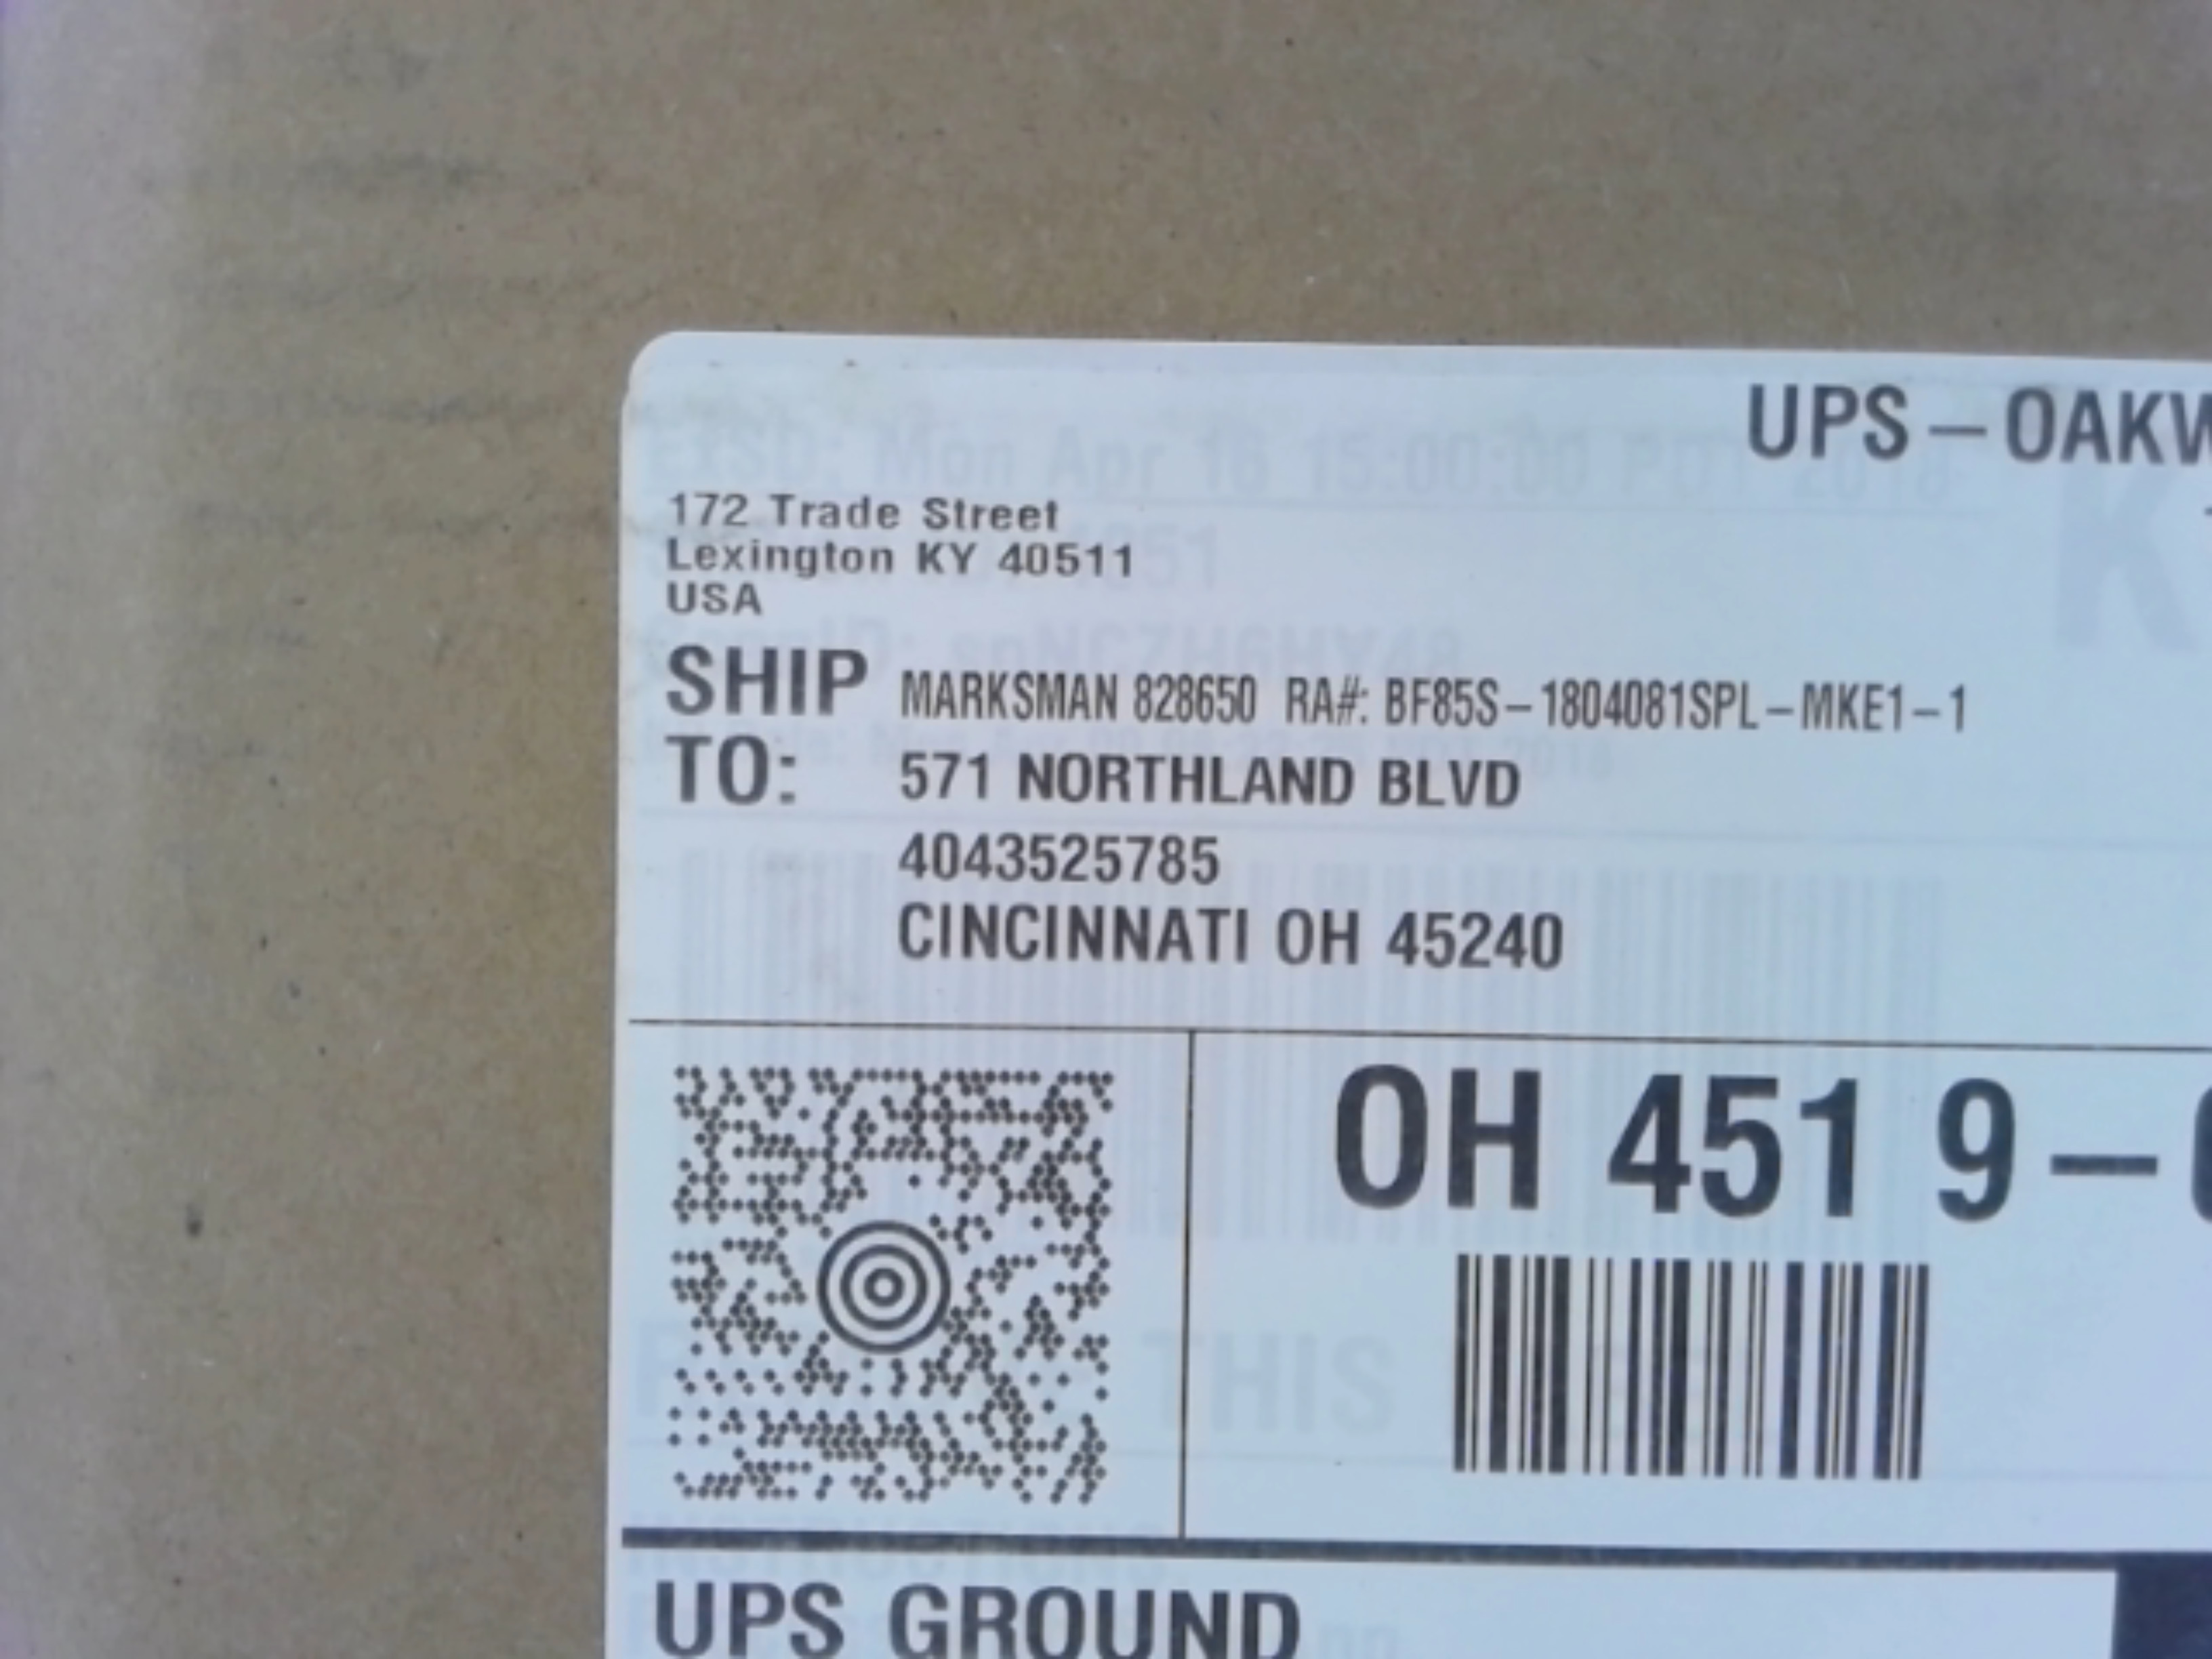 UPS – OAKW
172 Trade Street
Lexington KY 40511
USA
SHIP TO: MARKSMAN 828650 RA#: BF85S–1804081SPL–MKE1–1
571 NORTHLAND BLVD
4043525785
CINCINNATI OH 45240
OH 451 9–
UPS GROUND